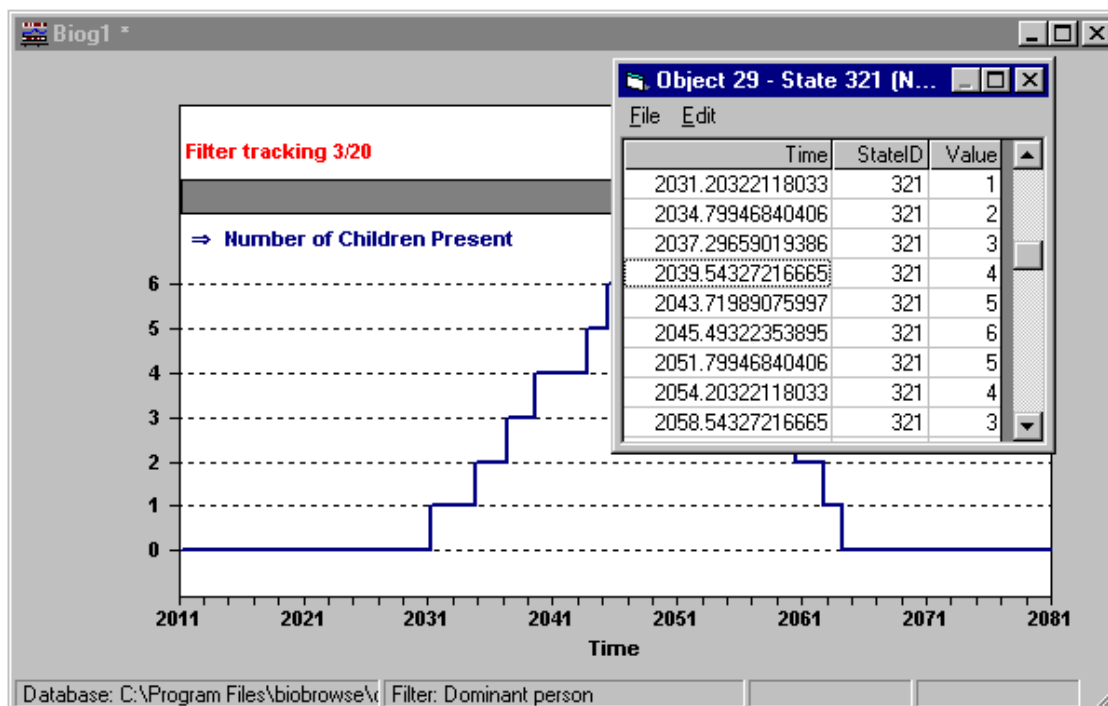 Biog1 *
Object 29 - State 321 (N...
File Edit
Time StateID Value
2031.20322118033 321 1
2034.79946840406 321 2
2037.29659019386 321 3
2039.54327216665 321 4
2043.71989075997 321 5
2045.49322353895 321 6
2051.79946840406 321 5
2054.20322118033 321 4
2058.54327216665 321 3
Filter tracking 3/20
⇒ Number of Children Present
6
5
4
3
2
1
0
2011 2021 2031 2041 2051 2061 2071 2081
Time
Database: C:\Program Files\biobrowse\ Filter: Dominant person